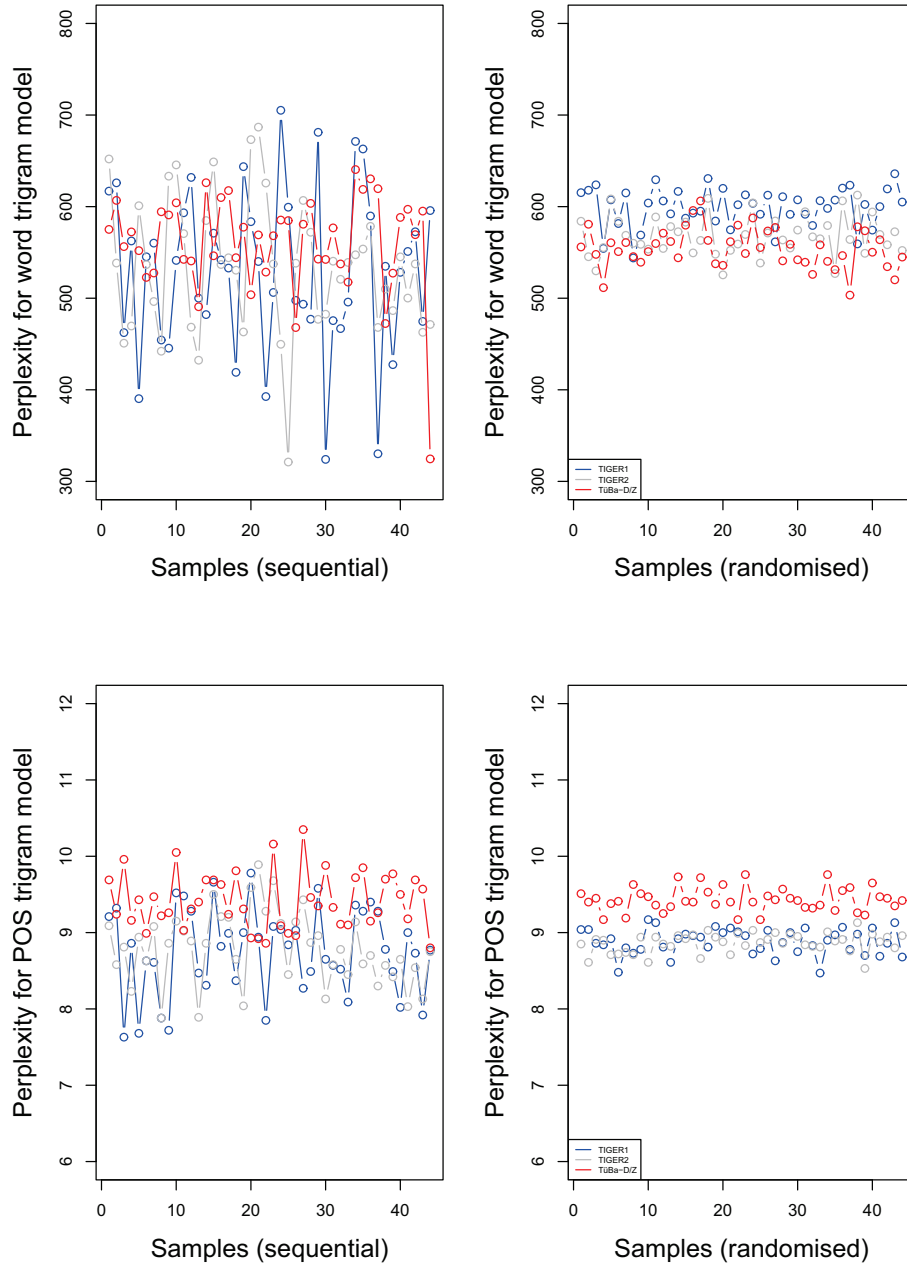 Perplexity for word trigram model
800
700
600
500
400
300
0 10 20 30 40
Samples (sequential)
Perplexity for word trigram model
800
700
600
500
400
300
TIGER1
TIGER2
TüBa−D/Z
0 10 20 30 40
Samples (randomised)
Perplexity for POS trigram model
12
11
10
9
8
7
6
0 10 20 30 40
Samples (sequential)
Perplexity for POS trigram model
12
11
10
9
8
7
6
TIGER1
TIGER2
TüBa−D/Z
0 10 20 30 40
Samples (randomised)